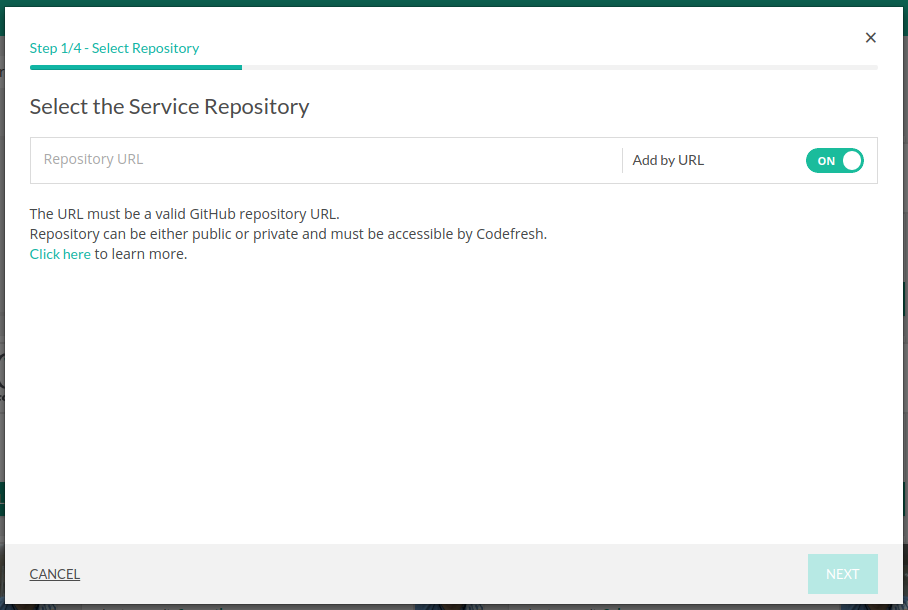 Step 1/4 - Select Repository
×
Select the Service Repository
Repository URL
Add by URL
ON
The URL must be a valid GitHub repository URL.
Repository can be either public or private and must be accessible by Codefresh.
Click here to learn more.
CANCEL
NEXT